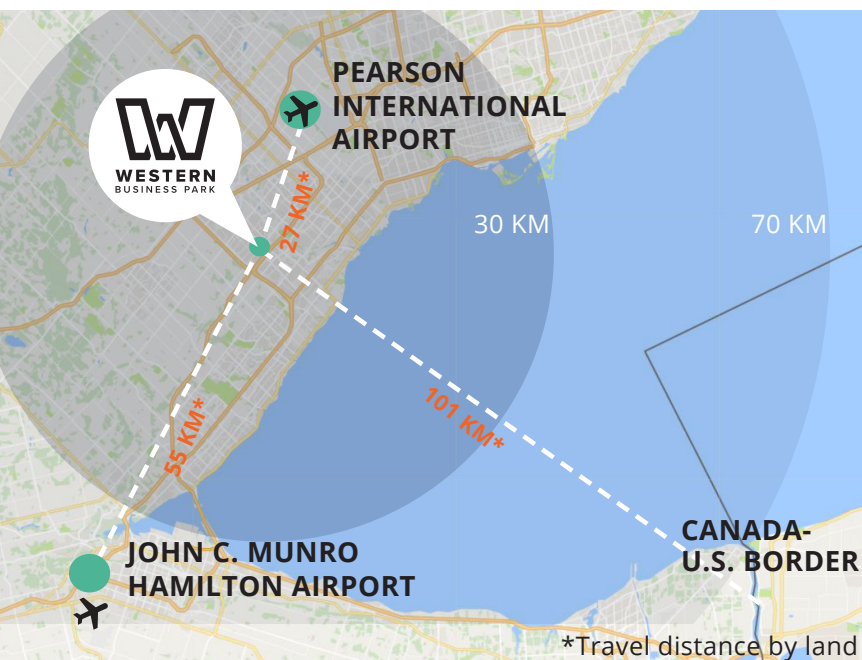 PEARSON
INTERNATIONAL
AIRPORT
WESTERN
BUSINESS PARK
27 KM*
30 KM
70 KM
55 KM*
101 KM*
CANADA-
U.S. BORDER
JOHN C. MUNRO
HAMILTON AIRPORT
*Travel distance by land